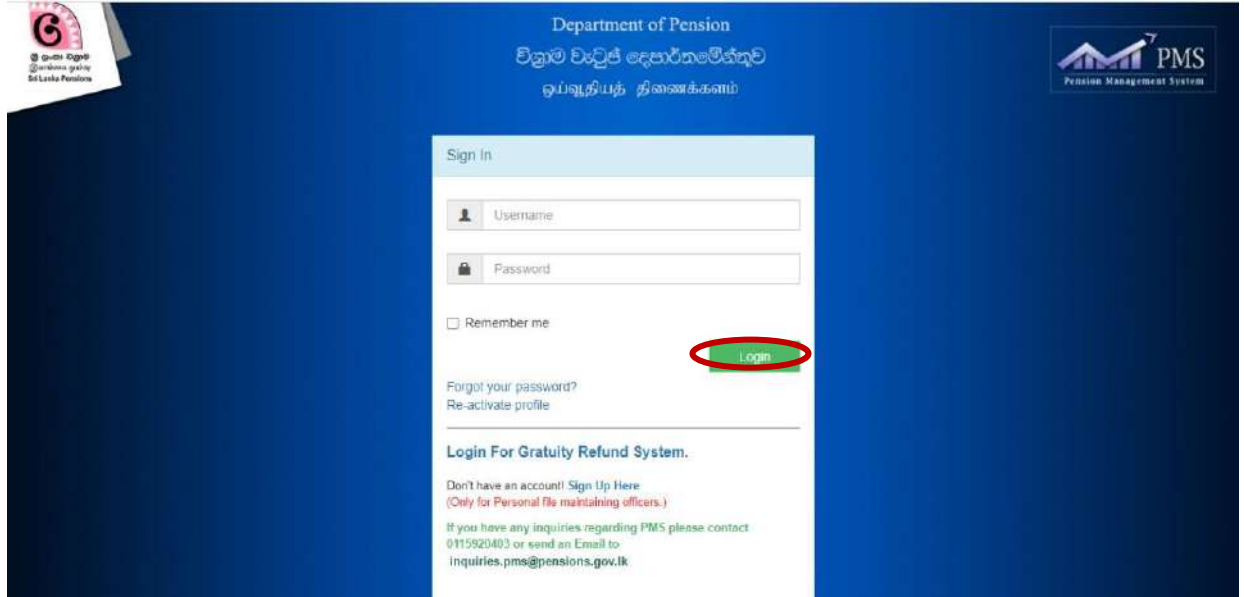 ශ්‍රී ලංකා විශ්‍රාම
Sri Lanka Pensions
Department of Pension
විශ්‍රාම වැටුප් දෙපාර්තමේන්තුව
ஓய்வூதியத் திணைக்களம்
PMS
Pension Management System
Sign In
Username
Password
Remember me
Login
Forgot your password?
Re-activate profile
Login For Gratuity Refund System.
Don't have an account! Sign Up Here
(Only for Personal file maintaining officers.)
If you have any inquiries regarding PMS please contact
0115920403 or send an Email to
inquiries.pms@pensions.gov.lk